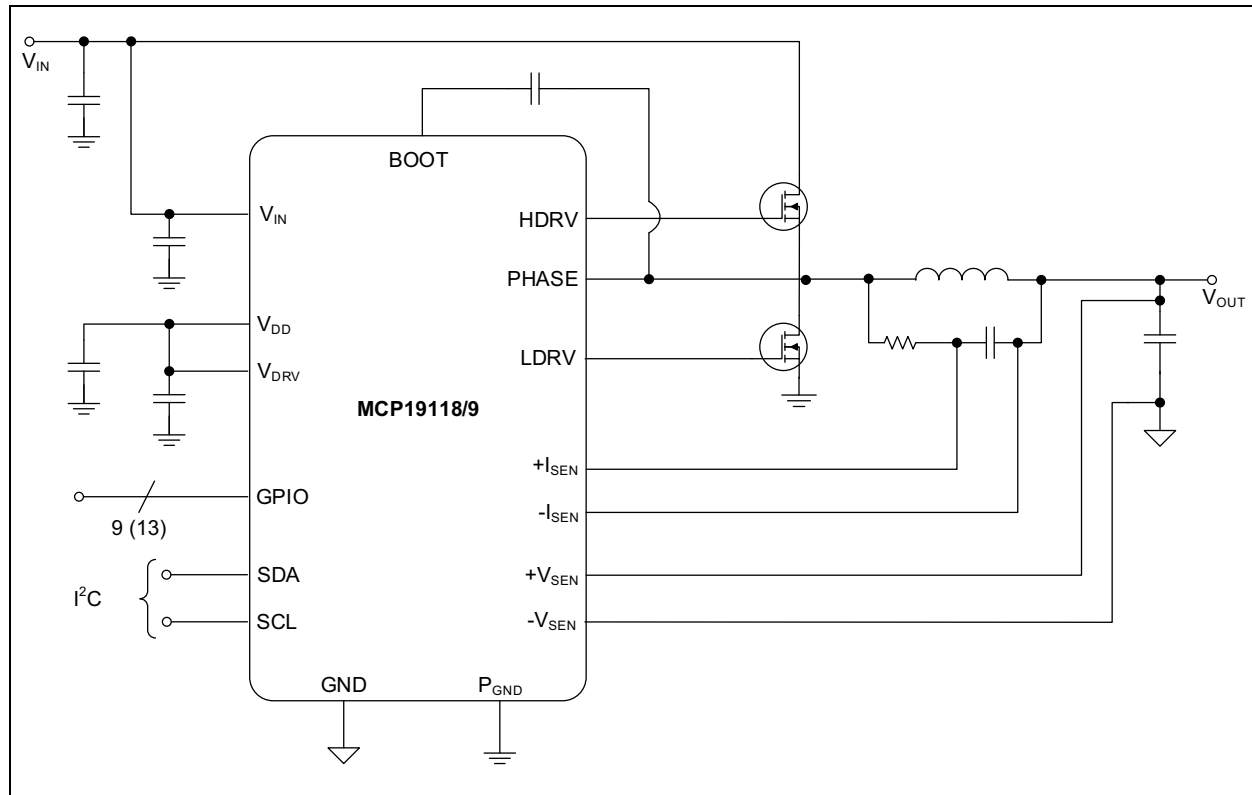 V_IN
BOOT
V_IN
HDRV
PHASE
V_OUT
V_DD
LDRV
V_DRV
MCP19118/9
+I_SEN
GPIO
-I_SEN
9 (13)
SDA
+V_SEN
I²C
SCL
-V_SEN
GND
P_GND